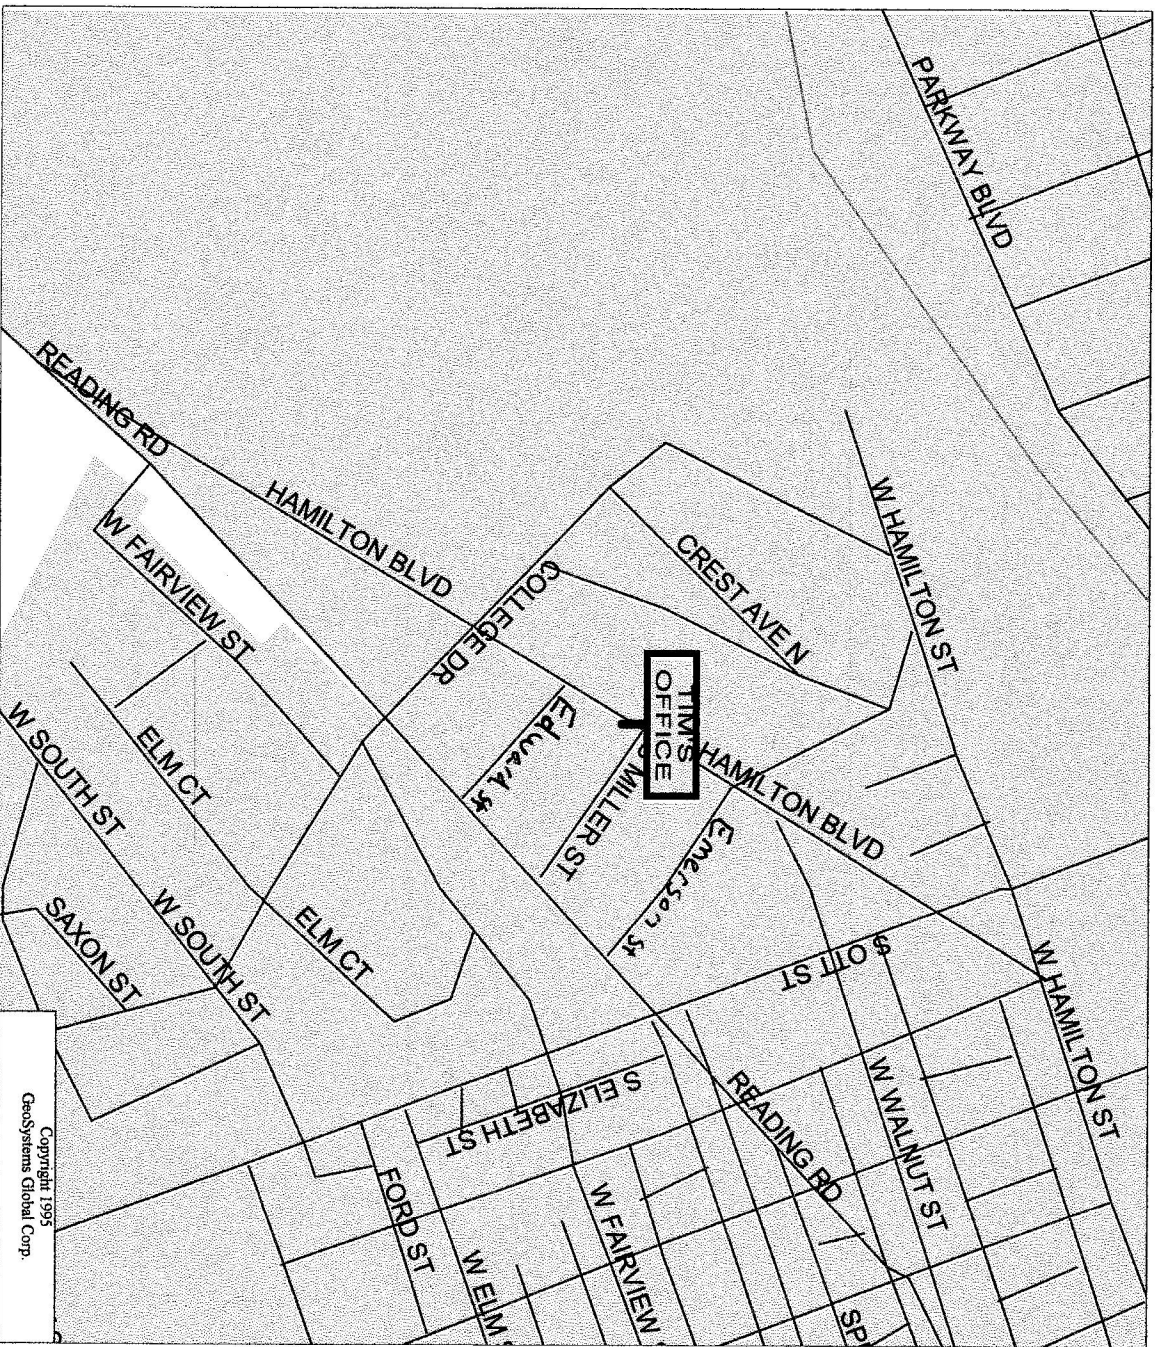 PARKWAY BLVD
READING RD
HAMILTON BLVD
W HAMILTON ST
CREST AVE N
COLLEGE DR
W FAIRVIEW ST
TIM'S
OFFICE
Edward St
MILLER ST
HAMILTON BLVD
Emerson St
ELM CT
W SOUTH ST
SAXON ST
W SOUTH ST
ELM CT
S OTT ST
W HAMILTON ST
S ELIZABETH ST
READING RD
W WALNUT ST
FORD ST
W ELM
W FAIRVIEW
SP
Copyright 1995
GeoSystems Global Corp.